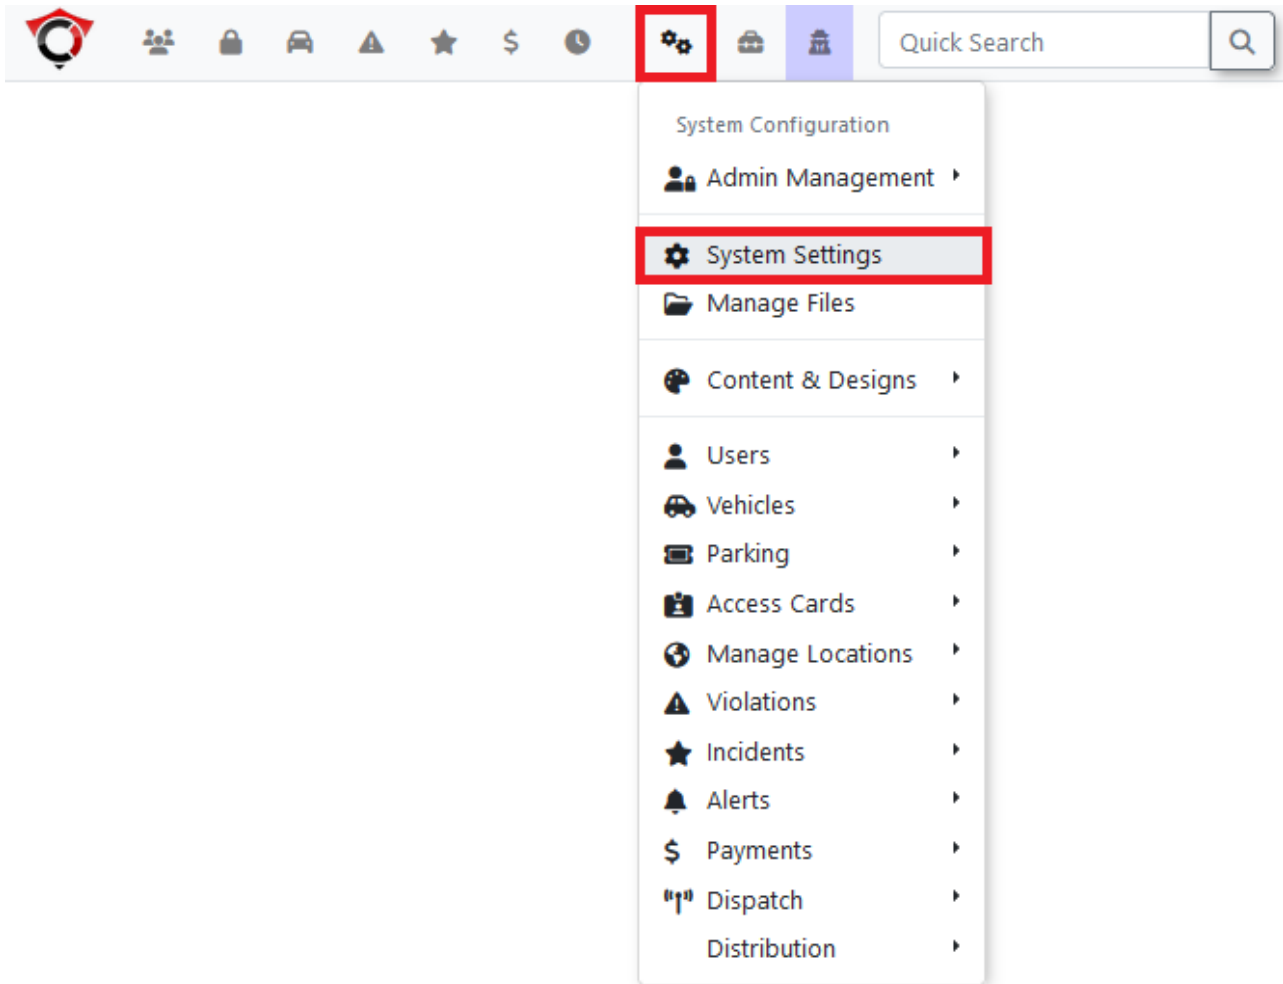 Quick Search
System Configuration
Admin Management
System Settings
Manage Files
Content & Designs
Users
Vehicles
Parking
Access Cards
Manage Locations
Violations
Incidents
Alerts
$ Payments
Dispatch
Distribution